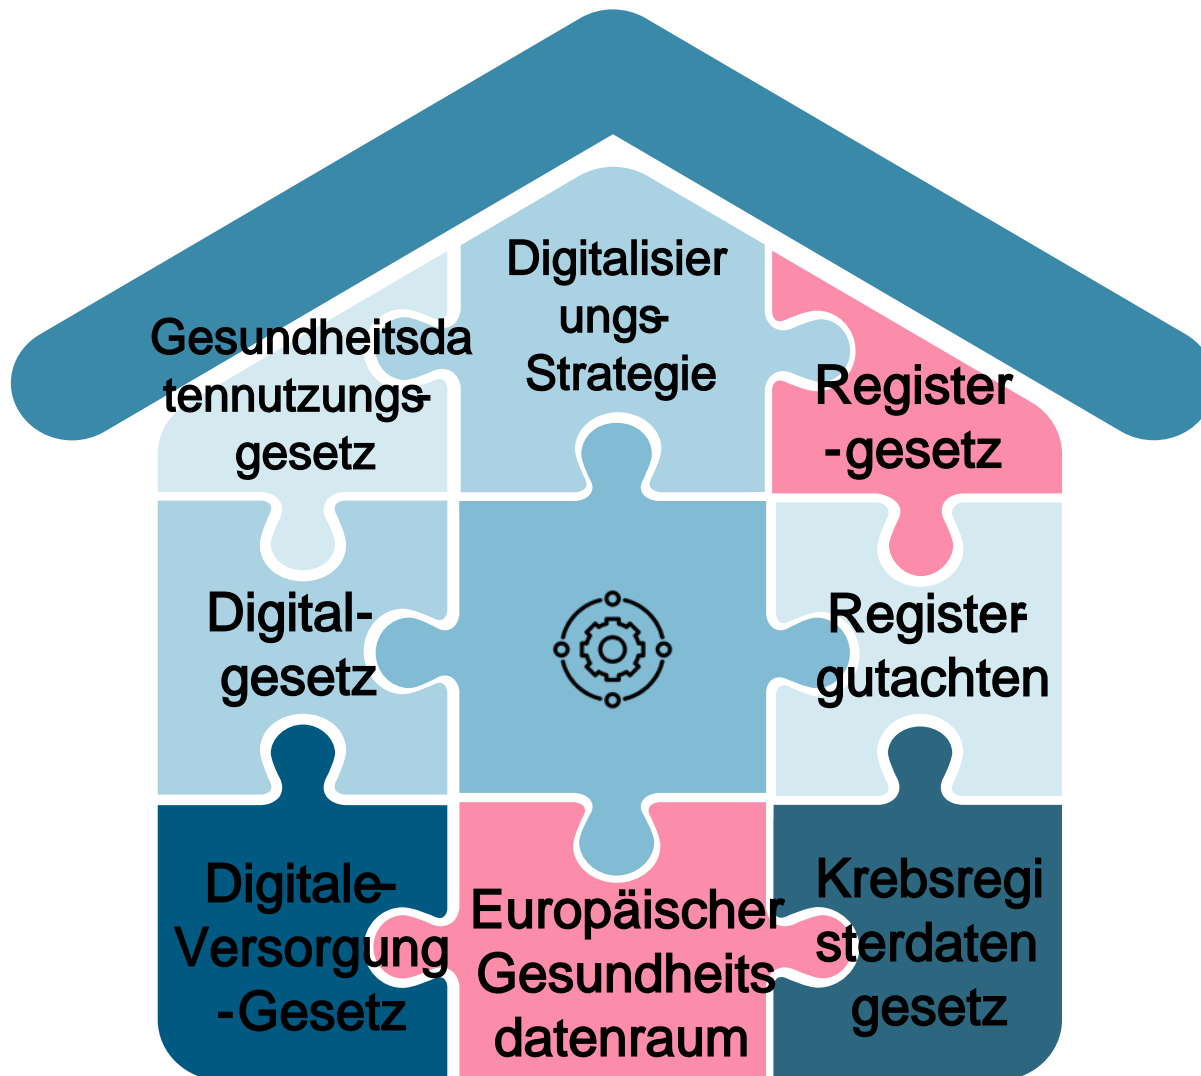 Digitalisier
ungs-
Strategie
Gesundheitsda
tennutzungs-
gesetz
Register
-gesetz
Digital-
gesetz
Register-
gutachten
Digitale-
Versorgung
-Gesetz
Europäischer
Gesundheits
datenraum
Krebsregi
sterdaten
gesetz